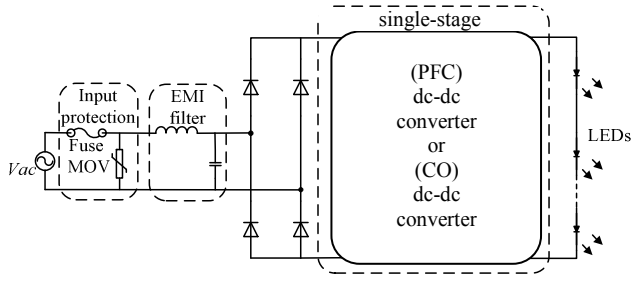 single-stage
Input
protection
EMI
filter
Fuse
MOV
Vac
(PFC)
dc-dc
converter
or
(CO)
dc-dc
converter
LEDs